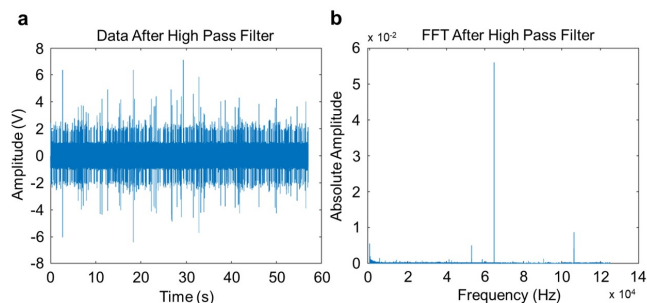 a
Data After High Pass Filter
Amplitude (V)
8
6
4
2
0
-2
-4
-6
-8
0 10 20 30 40 50 60
Time (s)
b
x 10-2
FFT After High Pass Filter
Absolute Amplitude
6
5
4
3
2
1
0
0 2 4 6 8 10 12 14
x 10⁴
Frequency (Hz)